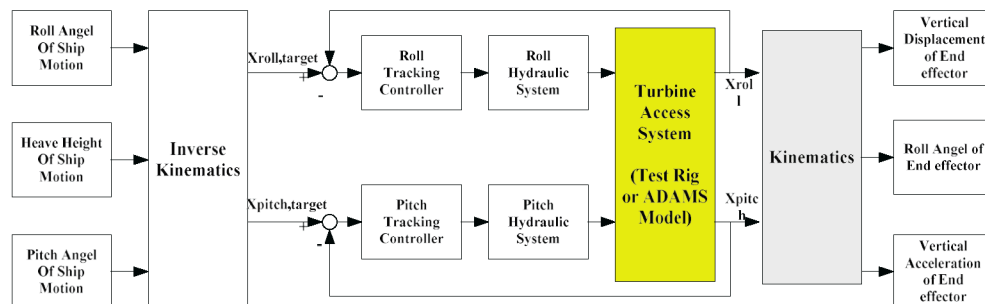 Roll Angel
Of Ship
Motion
Heave Height
Of Ship
Motion
Pitch Angel
Of Ship
Motion
Inverse
Kinematics
Xroll,target
+
-
Roll
Tracking
Controller
Roll
Hydraulic
System
Xpitch,target
+
-
Pitch
Tracking
Controller
Pitch
Hydraulic
System
Turbine
Access
System
(Test Rig
or ADAMS
Model)
Xrol
l
Xpitc
h
Kinematics
Vertical
Displacement
of End
effector
Roll Angel of
End effector
Vertical
Acceleration
of End
effector